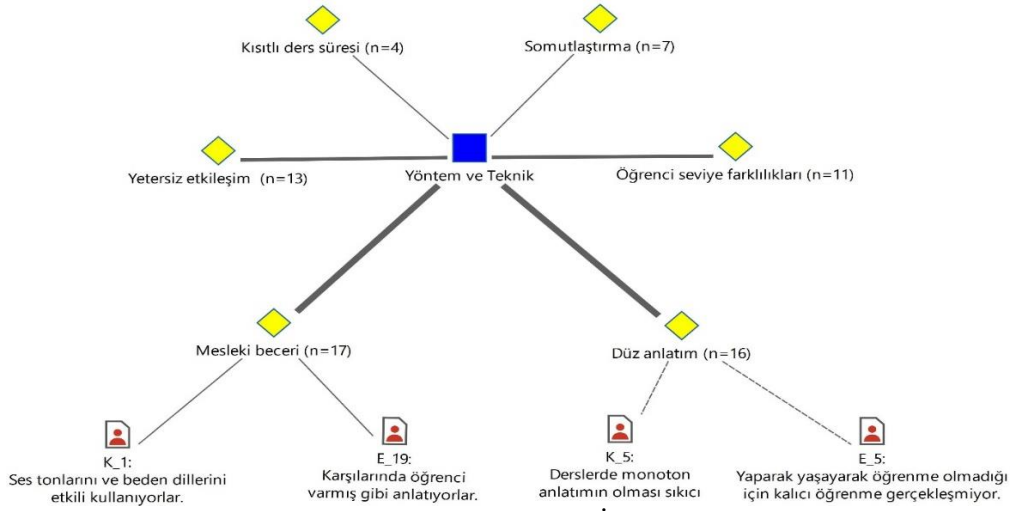 Kısıtlı ders süresi (n=4)
Somutlaştırma (n=7)
Yetersiz etkileşim (n=13)
Yöntem ve Teknik
Öğrenci seviye farklılıkları (n=11)
Mesleki beceri (n=17)
Düz anlatım (n=16)
K_1:
Ses tonlarını ve beden dillerini
etkili kullanıyorlar.
E_19:
Karşılarında öğrenci
varmış gibi anlatıyorlar.
K_5:
Derslerde monoton
anlatımın olması sıkıcı
E_5:
Yaparak yaşayarak öğrenme olmadığı
için kalıcı öğrenme gerçekleşmiyor.